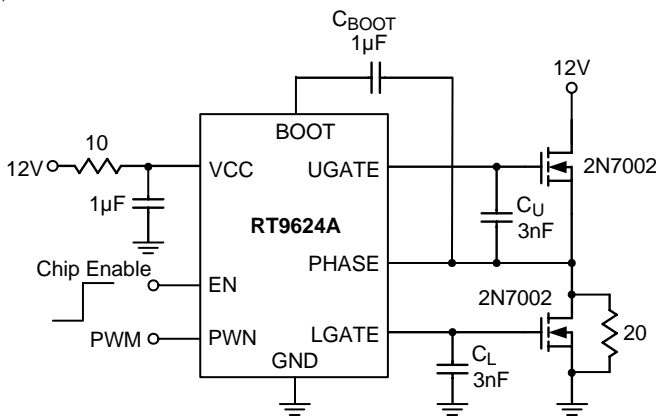 CBOOT
1µF
12V
10
BOOT
12V
VCC
UGATE
2N7002
1µF
CU
3nF
RT9624A
Chip Enable
EN
PHASE
2N7002
PWM
PWN
LGATE
20
GND
CL
3nF